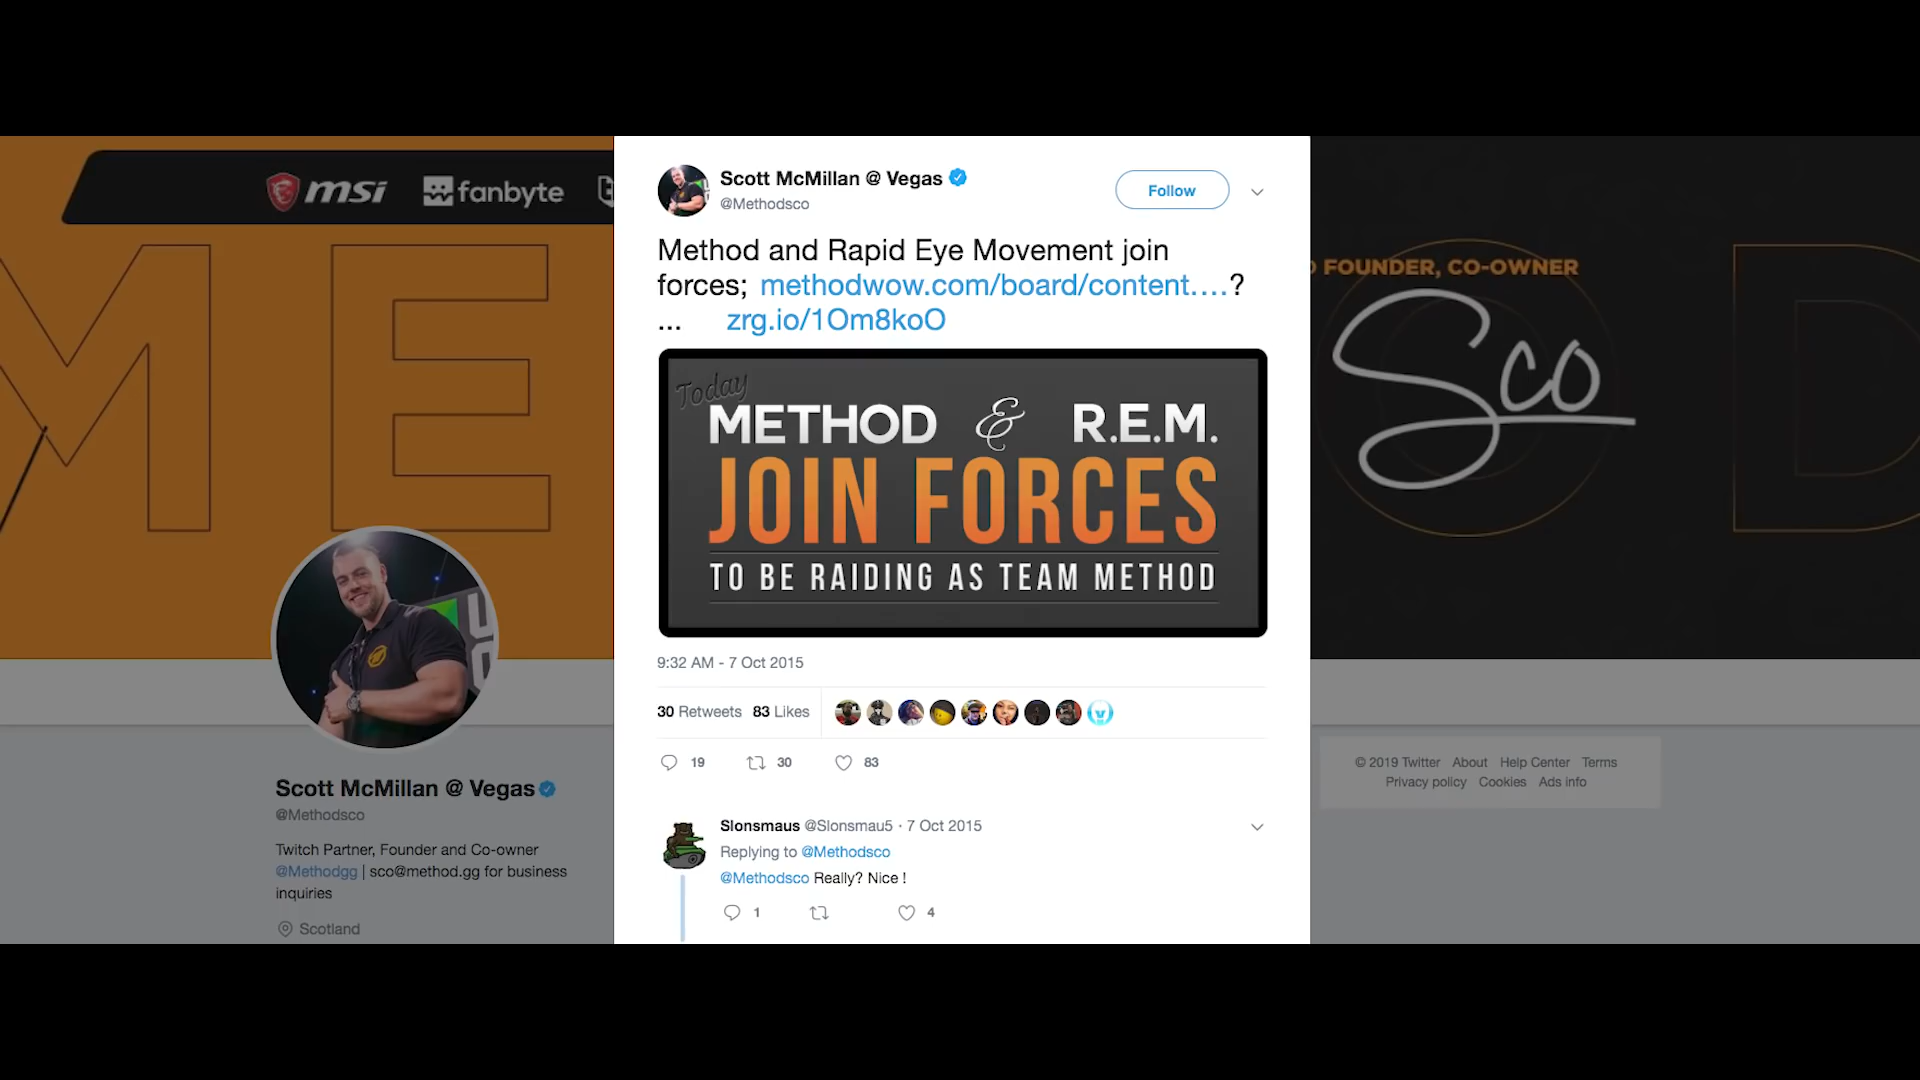 msi
fanbyte
M E
FOUNDER, CO-OWNER
Sco
D
Scott McMillan @ Vegas
@Methodsco
Twitch Partner, Founder and Co-owner
@Methodgg | sco@method.gg for business
inquiries
Scotland
Scott McMillan @ Vegas
@Methodsco
Follow
Method and Rapid Eye Movement join
forces; methodwow.com/board/content....?
... zrg.io/1Om8koO
Today
METHOD & R.E.M.
JOIN FORCES
TO BE RAIDING AS TEAM METHOD
9:32 AM - 7 Oct 2015
30 Retweets 83 Likes
19 30 83
Slonsmaus @Slonsmau5 · 7 Oct 2015
Replying to @Methodsco
@Methodsco Really? Nice !
1 4
© 2019 Twitter About Help Center Terms
Privacy policy Cookies Ads info